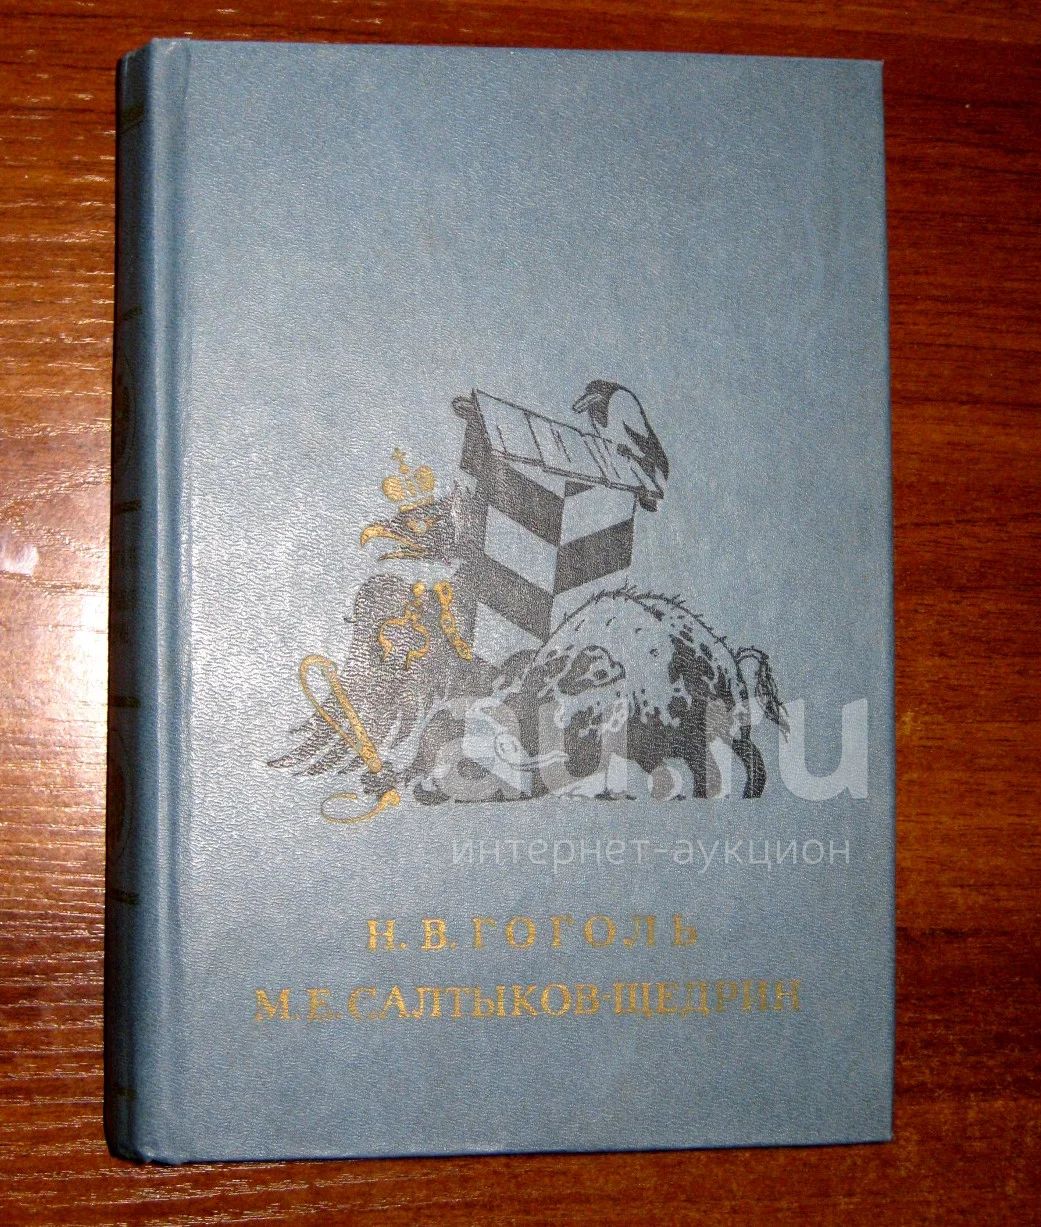 au.ru
интернет-аукцион
Н. В. ГОГОЛЬ
М. Е. САЛТЫКОВ-ЩЕДРИН